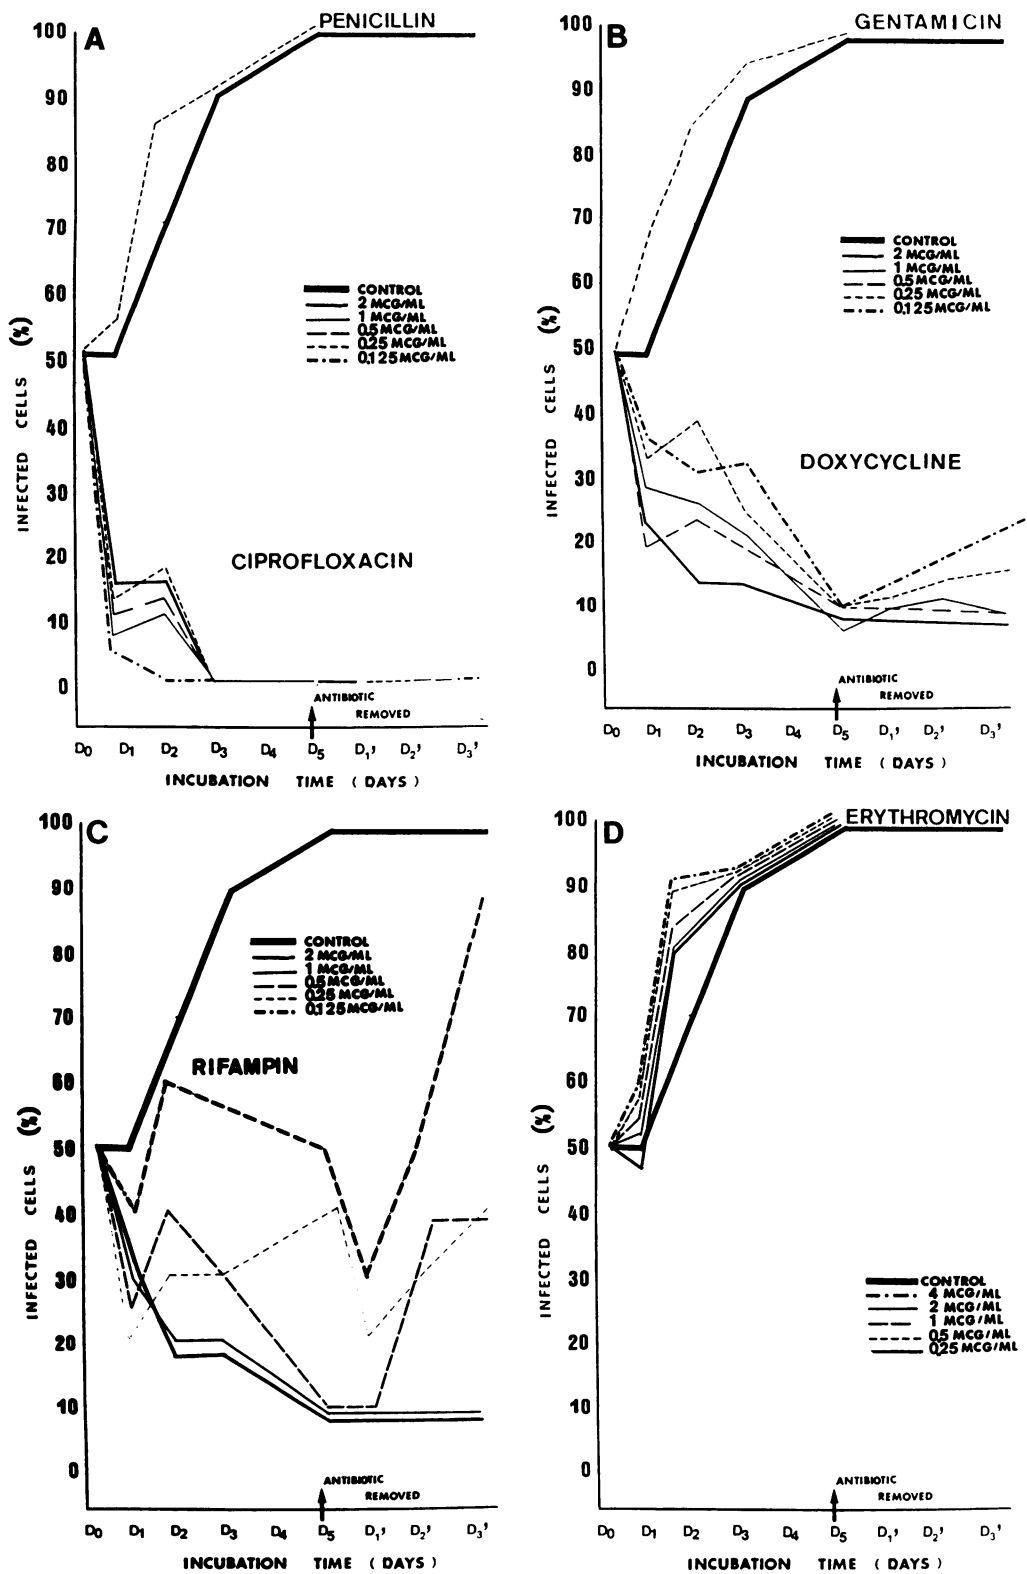 A
PENICILLIN
100
90
80
70
60
50
40
30
20
10
0
INFECTED CELLS (%)
CONTROL
2 MCG/ML
1 MCG/ML
0.5 MCG/ML
0.25 MCG/ML
0.125 MCG/ML
CIPROFLOXACIN
ANTIBIOTIC
REMOVED
D0 D1 D2 D3 D4 D5 D1' D2' D3'
INCUBATION TIME (DAYS)
B
GENTAMICIN
100
90
80
70
60
50
40
30
20
10
0
INFECTED CELLS (%)
CONTROL
2 MCG/ML
1 MCG/ML
0.5 MCG/ML
0.25 MCG/ML
0.125 MCG/ML
DOXYCYCLINE
ANTIBIOTIC
REMOVED
D0 D1 D2 D3 D4 D5 D1' D2' D3'
INCUBATION TIME (DAYS)
C
100
90
80
70
60
50
40
30
20
10
0
INFECTED CELLS (%)
CONTROL
2 MCG/ML
1 MCG/ML
0.5 MCG/ML
0.25 MCG/ML
0.125 MCG/ML
RIFAMPIN
ANTIBIOTIC
REMOVED
D0 D1 D2 D3 D4 D5 D1' D2' D3'
INCUBATION TIME (DAYS)
D
ERYTHROMYCIN
100
90
80
70
60
50
40
30
20
10
0
INFECTED CELLS (%)
CONTROL
4 MCG/ML
2 MCG/ML
1 MCG/ML
0.5 MCG/ML
0.25 MCG/ML
ANTIBIOTIC
REMOVED
D0 D1 D2 D3 D4 D5 D1' D2' D3'
INCUBATION TIME (DAYS)